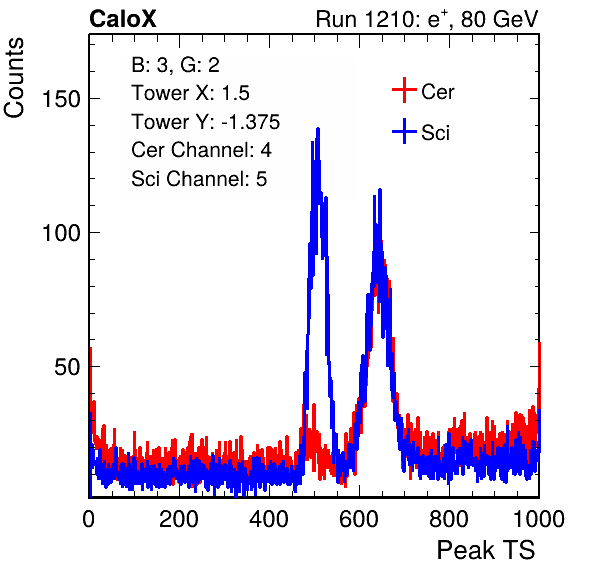 CaloX Run 1210: e⁺, 80 GeV
Counts
B: 3, G: 2
Tower X: 1.5
Tower Y: -1.375
Cer Channel: 4
Sci Channel: 5
Cer
Sci
150
100
50
0 200 400 600 800 1000
Peak TS